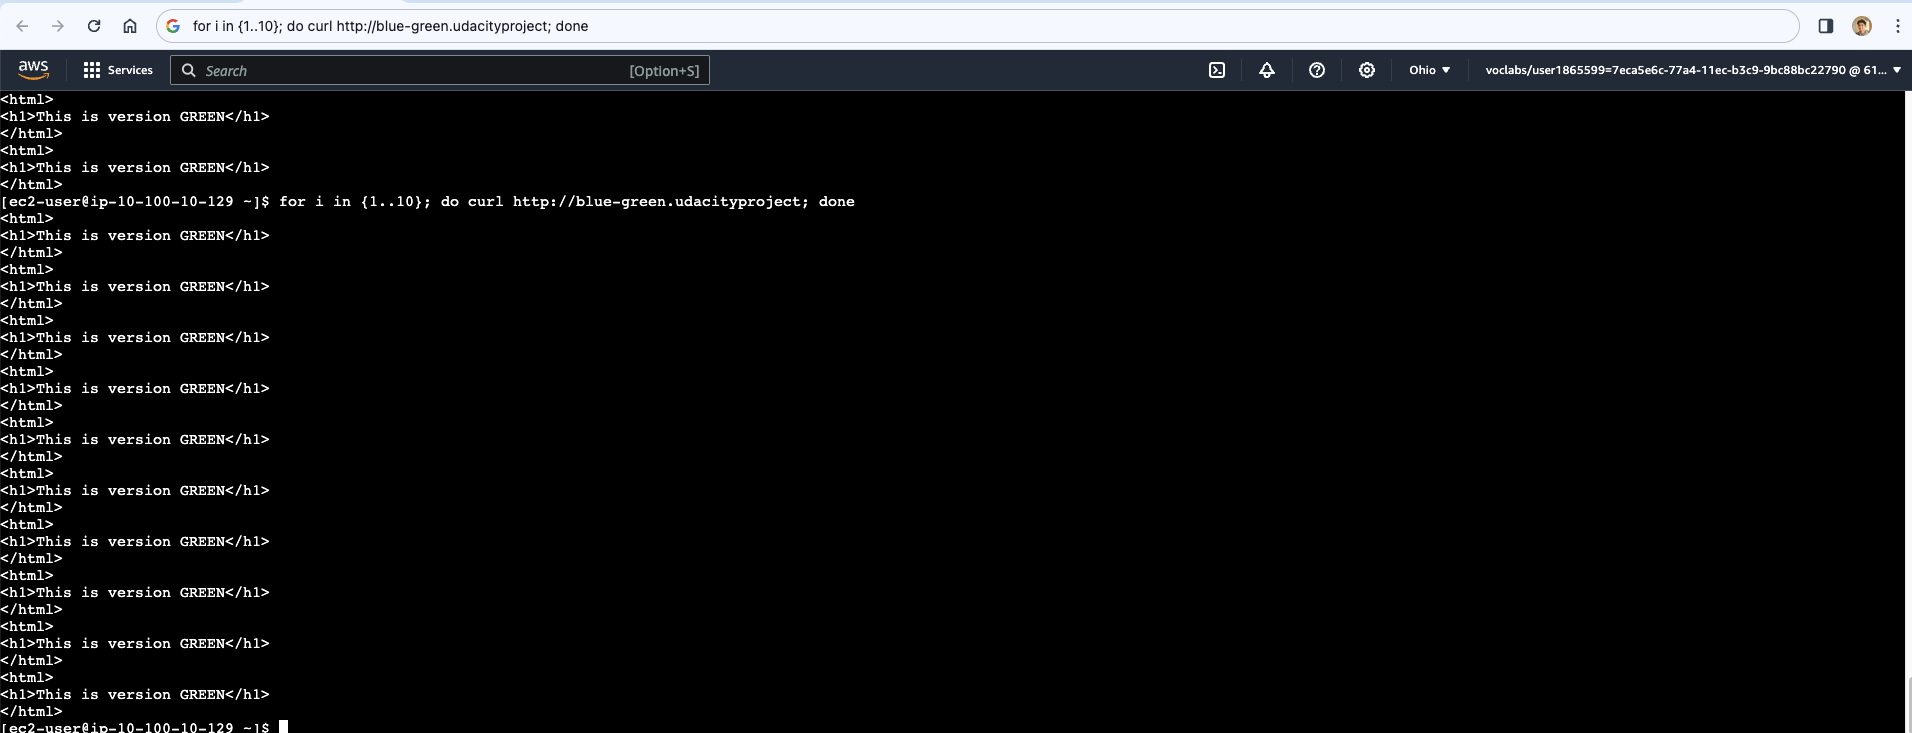 for i in {1..10}; do curl http://blue-green.udacityproject; done
aws Services Search [Option+S] Ohio voclabs/user1865599=7eca5e6c-77a4-11ec-b3c9-9bc88bc22790 @ 61...
<html>
<h1>This is version GREEN</h1>
</html>
<html>
<h1>This is version GREEN</h1>
</html>
[ec2-user@ip-10-100-10-129 ~]$ for i in {1..10}; do curl http://blue-green.udacityproject; done
<html>
<h1>This is version GREEN</h1>
</html>
<html>
<h1>This is version GREEN</h1>
</html>
<html>
<h1>This is version GREEN</h1>
</html>
<html>
<h1>This is version GREEN</h1>
</html>
<html>
<h1>This is version GREEN</h1>
</html>
<html>
<h1>This is version GREEN</h1>
</html>
<html>
<h1>This is version GREEN</h1>
</html>
<html>
<h1>This is version GREEN</h1>
</html>
<html>
<h1>This is version GREEN</h1>
</html>
<html>
<h1>This is version GREEN</h1>
</html>
[ec2-user@ip-10-100-10-129 ~]$